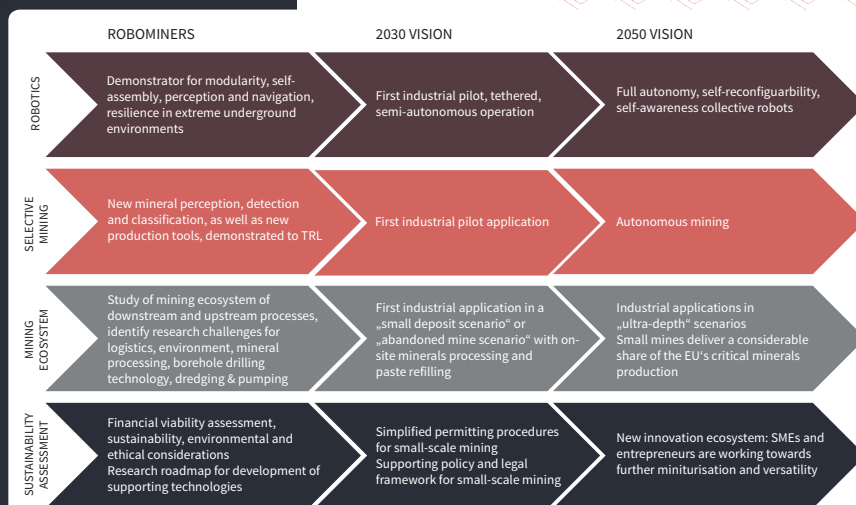 ROBOMINERS
2030 VISION
2050 VISION
ROBOTICS
Demonstrator for modularity, self-
assembly, perception and navigation,
resilience in extreme underground
environments
First industrial pilot, tethered,
semi-autonomous operation
Full autonomy, self-reconfiguarbility,
self-awareness collective robots
SELECTIVE
MINING
New mineral perception, detection
and classification, as well as new
production tools, demonstrated to TRL
First industrial pilot application
Autonomous mining
MINING
ECOSYSTEM
Study of mining ecosystem of
downstream and upstream processes,
identify research challenges for
logistics, environment, mineral
processing, borehole drilling
technology, dredging & pumping
First industrial application in a
„small deposit scenario“ or
„abandoned mine scenario“ with on-
site minerals processing and
paste refilling
Industrial applications in
„ultra-depth“ scenarios
Small mines deliver a considerable
share of the EU‘s critical minerals
production
SUSTAINABILITY
ASSESSMENT
Financial viability assessment,
sustainability, environmental and
ethical considerations
Research roadmap for development of
supporting technologies
Simplified permitting procedures
for small-scale mining
Supporting policy and legal
framework for small-scale mining
New innovation ecosystem: SMEs and
entrepreneurs are working towards
further miniturisation and versatility